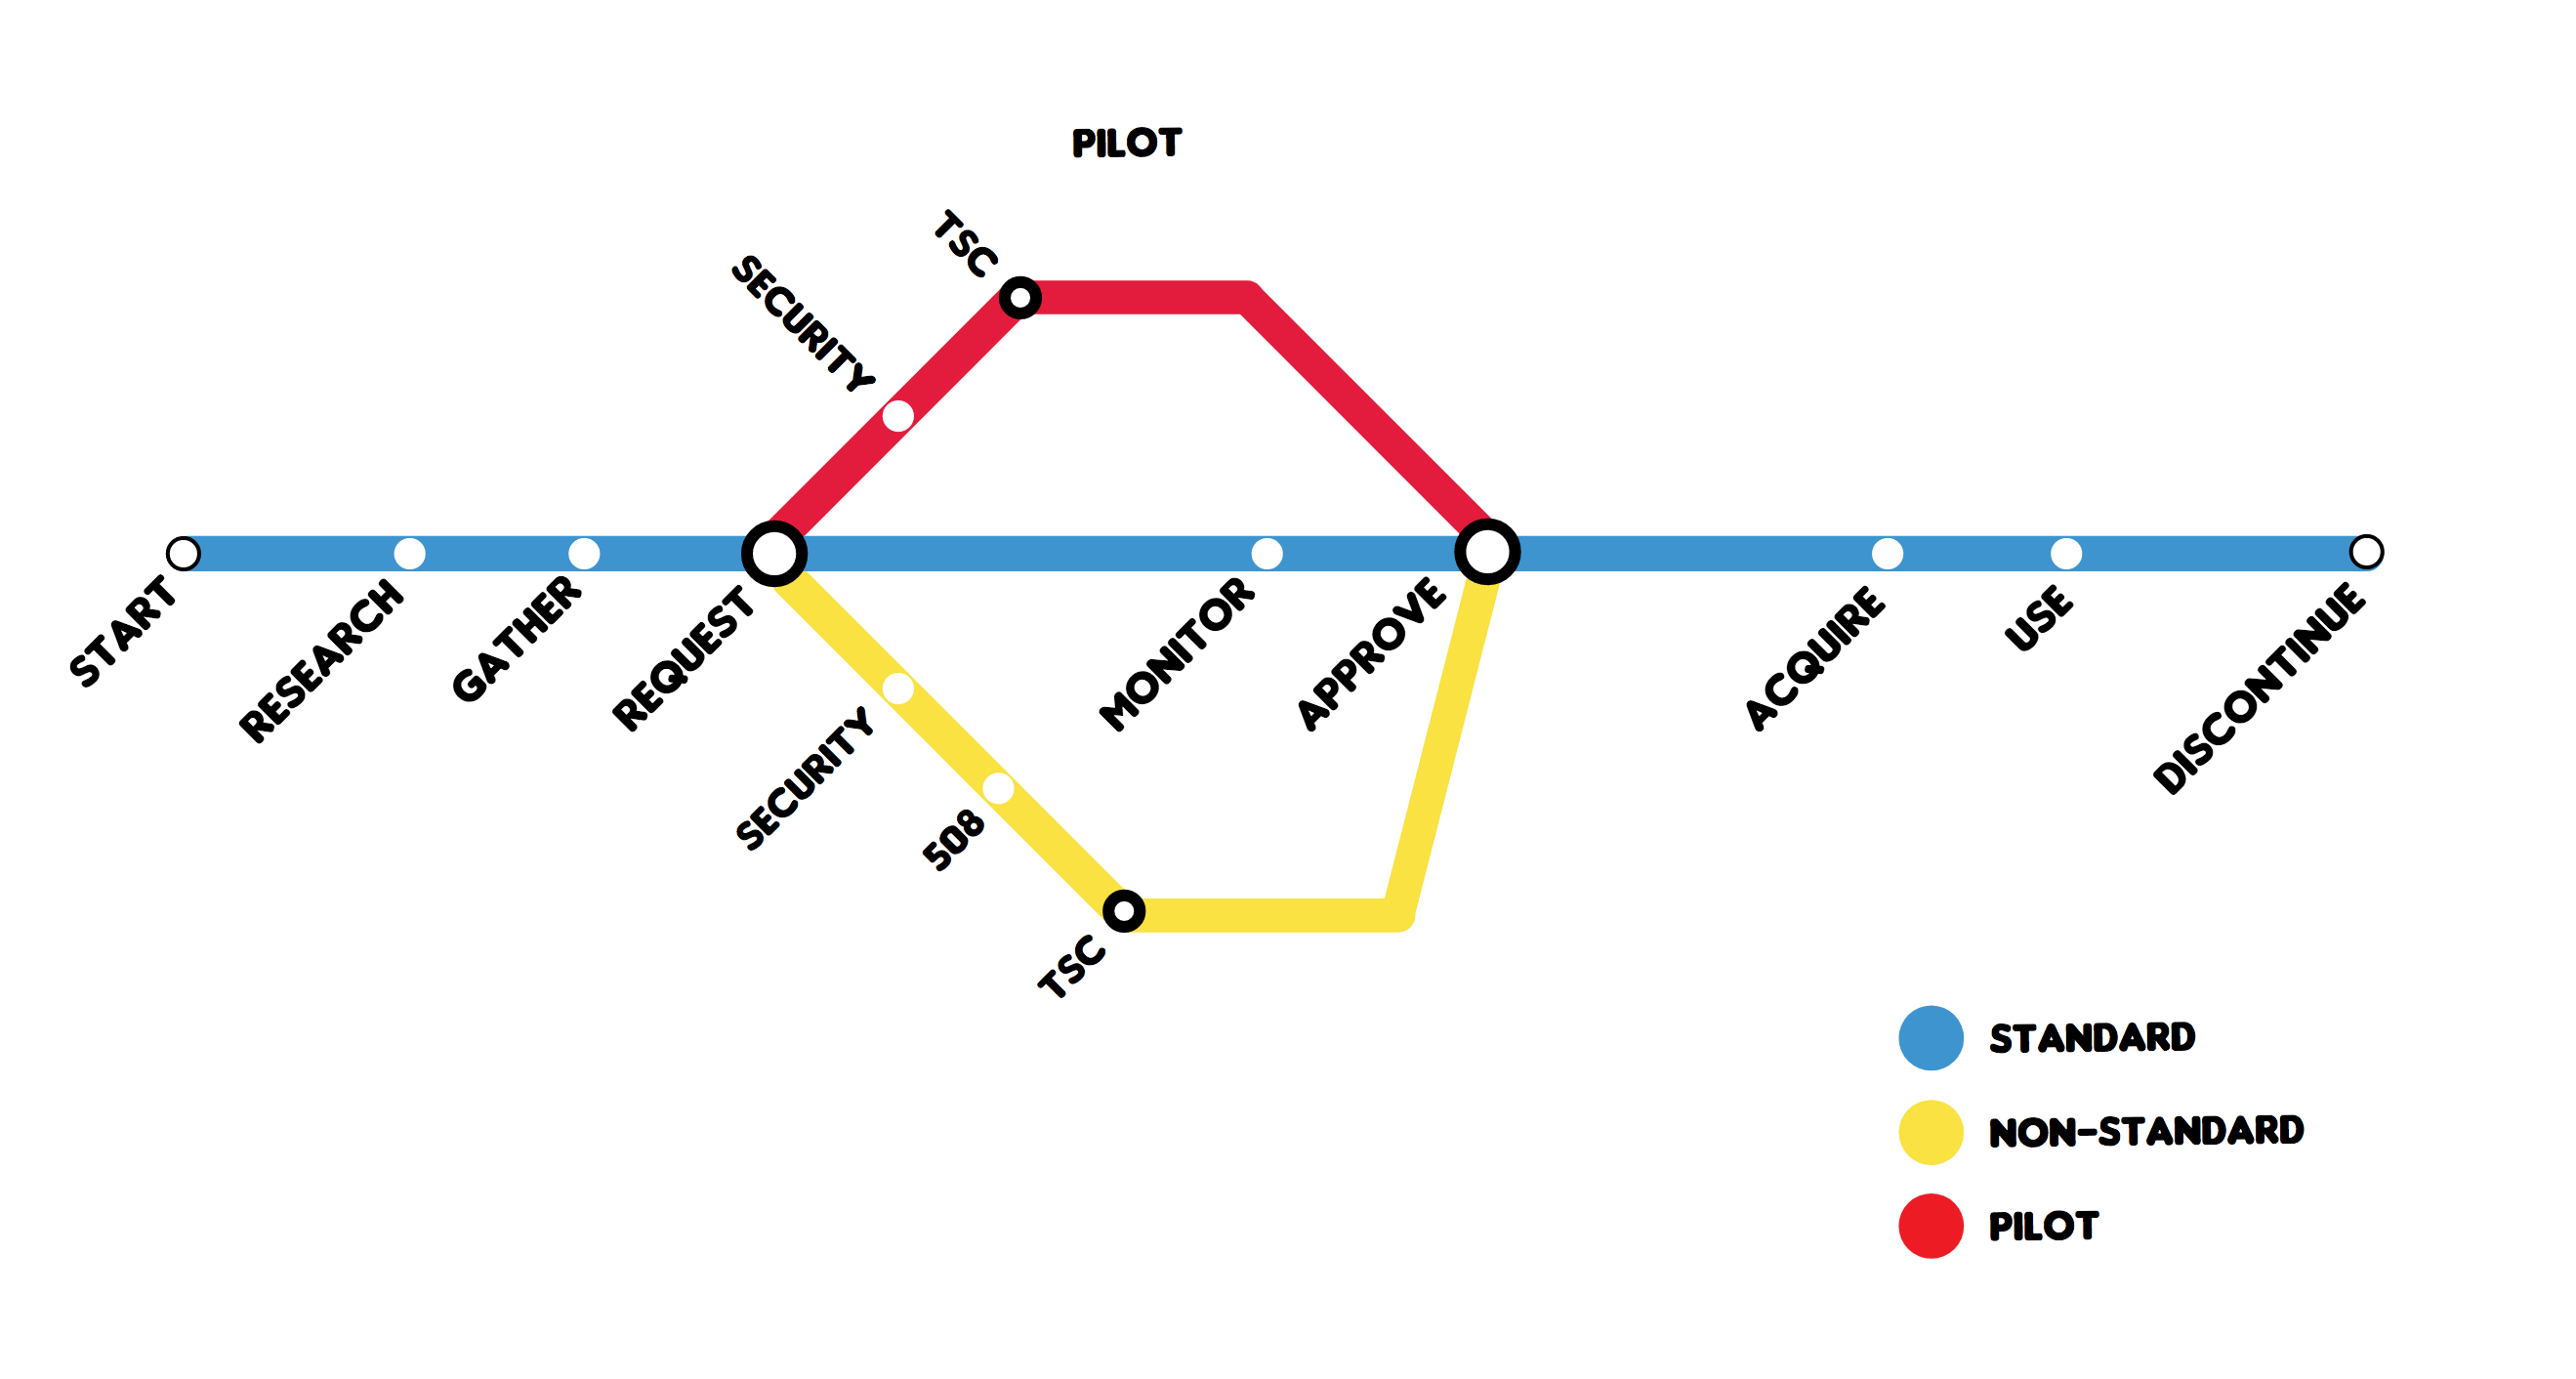 PILOT
TSC
SECURITY
START
RESEARCH
GATHER
REQUEST
MONITOR
APPROVE
ACQUIRE
USE
DISCONTINUE
SECURITY
508
TSC
STANDARD
NON-STANDARD
PILOT